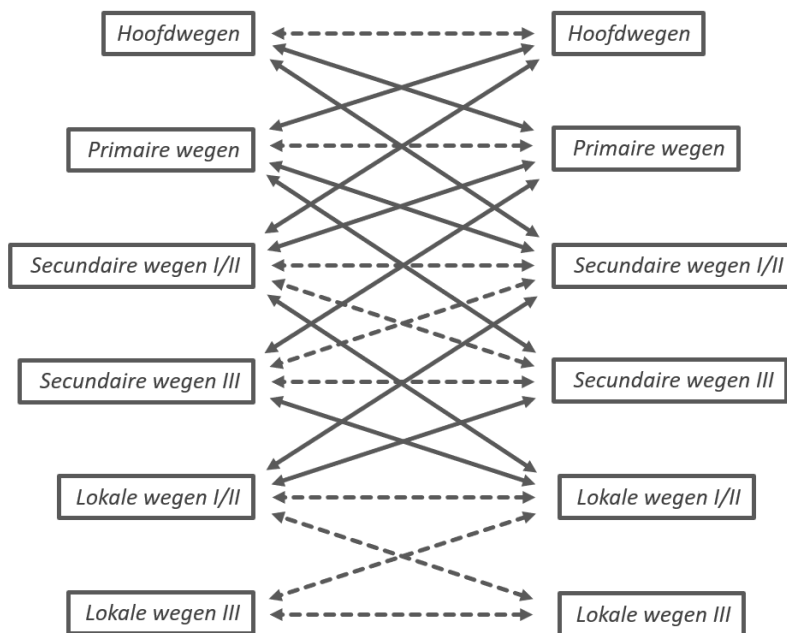 Hoofdwegen
Hoofdwegen
Primaire wegen
Primaire wegen
Secundaire wegen I/II
Secundaire wegen I/II
Secundaire wegen III
Secundaire wegen III
Lokale wegen I/II
Lokale wegen I/II
Lokale wegen III
Lokale wegen III